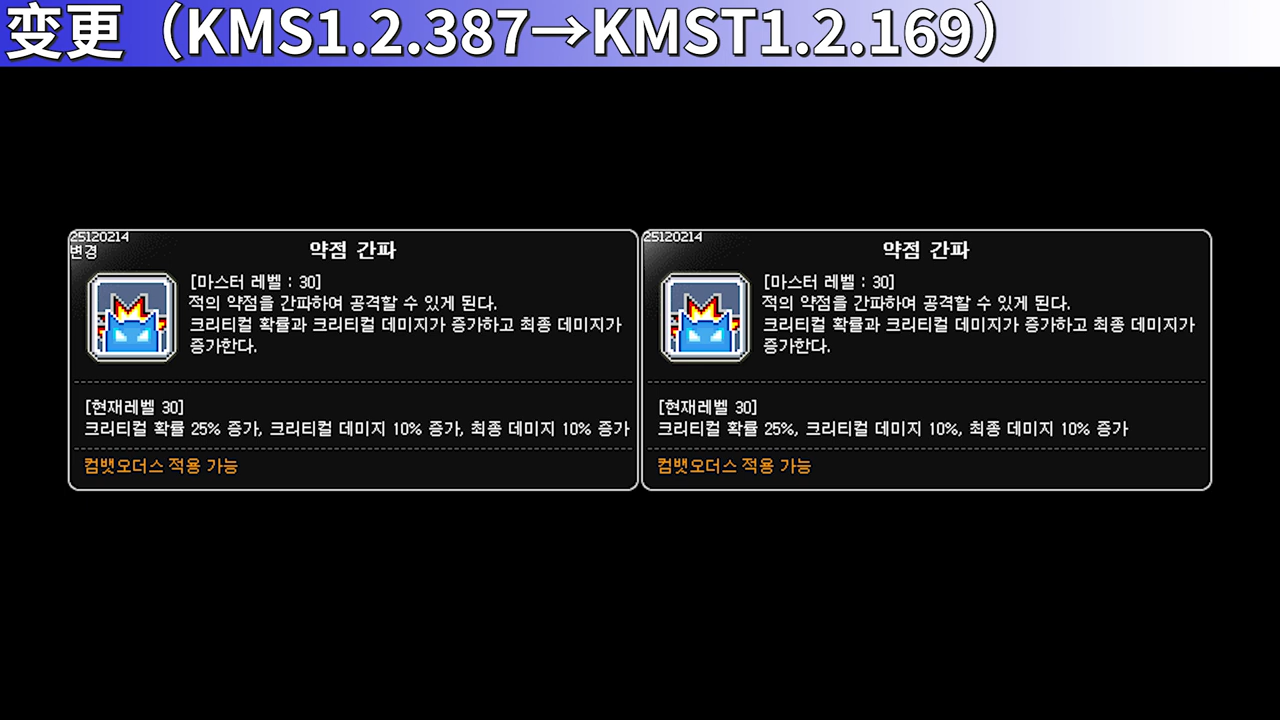 変更（KMS1.2.387→KMST1.2.169）
25120214
변경
약점 간파
[마스터 레벨 : 30]
적의 약점을 간파하여 공격할 수 있게 된다.
크리티컬 확률과 크리티컬 데미지가 증가하고 최종 데미지가
증가한다.
[현재레벨 30]
크리티컬 확률 25% 증가, 크리티컬 데미지 10% 증가, 최종 데미지 10% 증가
컴뱃오더스 적용 가능
25120214
약점 간파
[마스터 레벨 : 30]
적의 약점을 간파하여 공격할 수 있게 된다.
크리티컬 확률과 크리티컬 데미지가 증가하고 최종 데미지가
증가한다.
[현재레벨 30]
크리티컬 확률 25%, 크리티컬 데미지 10%, 최종 데미지 10% 증가
컴뱃오더스 적용 가능